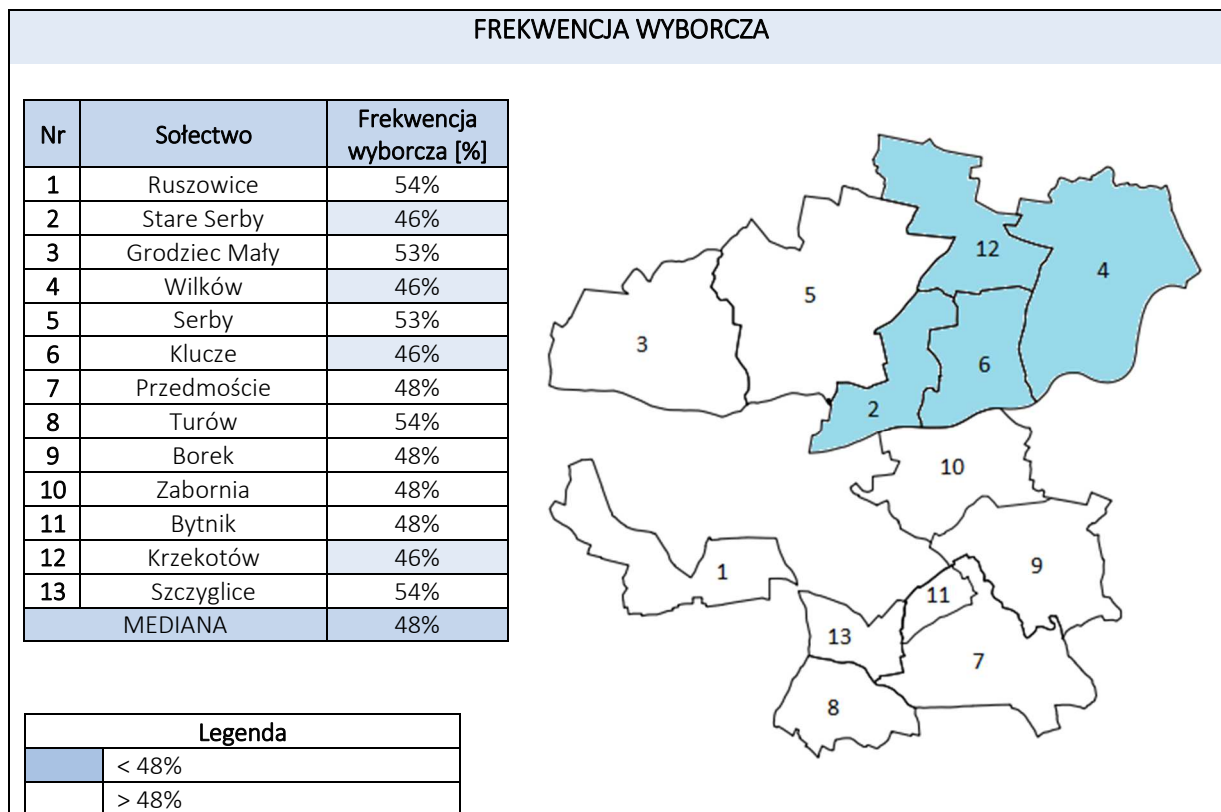 FREKWENCJA WYBORCZA
Nr Sołectwo Frekwencja wyborcza [%]
1 Ruszowice 54%
2 Stare Serby 46%
3 Grodziec Mały 53%
4 Wilków 46%
5 Serby 53%
6 Klucze 46%
7 Przedmoście 48%
8 Turów 54%
9 Borek 48%
10 Zabornia 48%
11 Bytnik 48%
12 Krzekotów 46%
13 Szczyglice 54%
MEDIANA 48%
12
4
5
3
6
2
10
1
11
9
13
7
8
Legenda
< 48%
> 48%